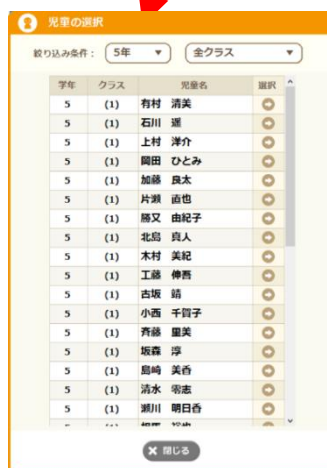 児童の選択
絞り込み条件： 5年 ▼ 全クラス ▼
学年 クラス 児童名 選択
5 (1) 有村 清美
5 (1) 石川 遥
5 (1) 上村 洋介
5 (1) 岡田 ひとみ
5 (1) 加藤 良太
5 (1) 片瀬 直也
5 (1) 勝又 由紀子
5 (1) 北島 真人
5 (1) 木村 美紀
5 (1) 工藤 伸吾
5 (1) 古坂 靖
5 (1) 小西 千賀子
5 (1) 斉藤 里美
5 (1) 坂森 淳
5 (1) 島崎 美香
5 (1) 清水 零志
5 (1) 瀬川 明日香
× 閉じる